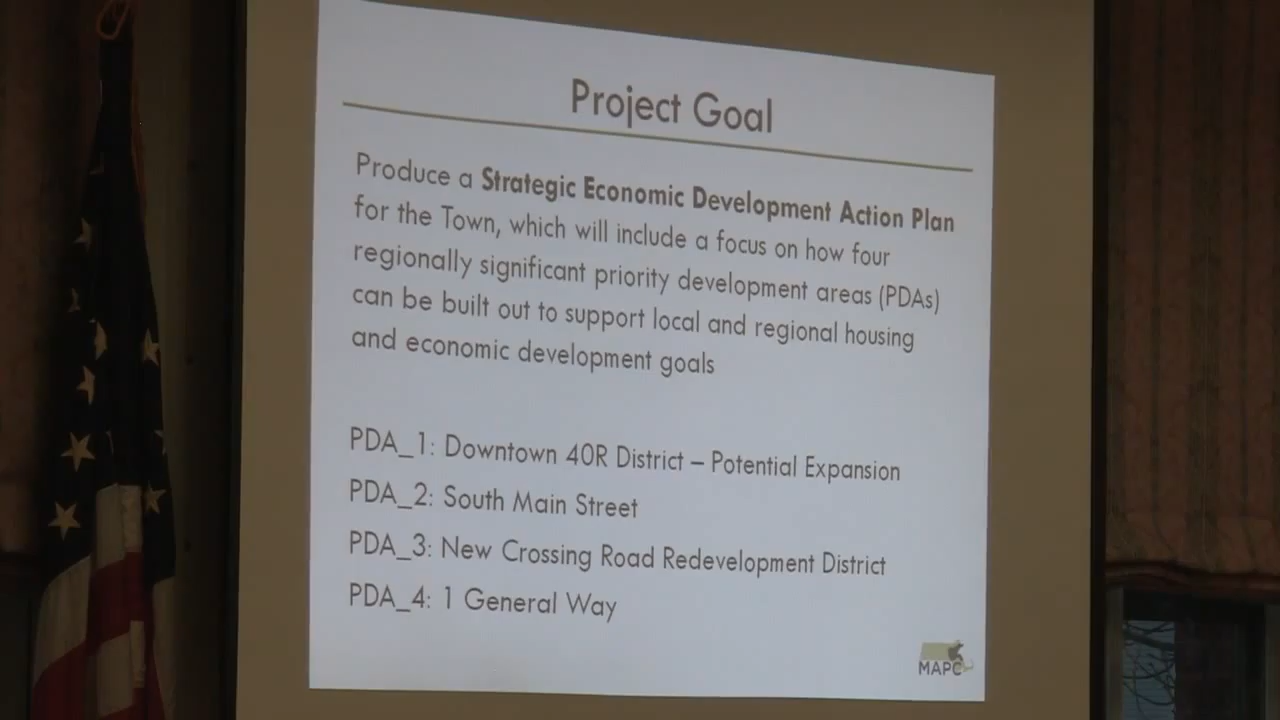 Project Goal
Produce a Strategic Economic Development Action Plan
for the Town, which will include a focus on how four
regionally significant priority development areas (PDAs)
can be built out to support local and regional housing
and economic development goals
PDA_1: Downtown 40R District – Potential Expansion
PDA_2: South Main Street
PDA_3: New Crossing Road Redevelopment District
PDA_4: 1 General Way
MAPC